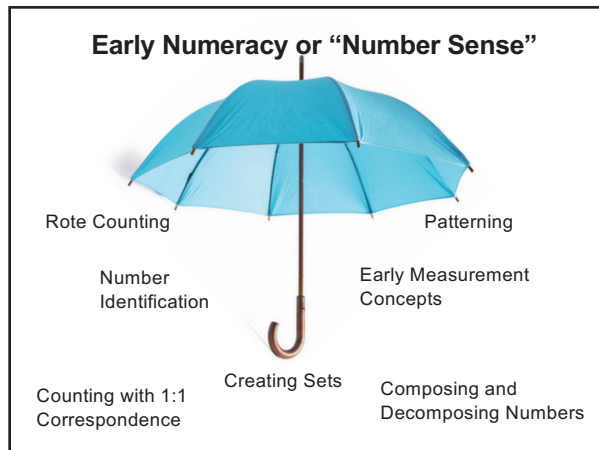 Early Numeracy or “Number Sense”
Rote Counting
Patterning
Number
Identification
Early Measurement
Concepts
Creating Sets
Counting with 1:1
Correspondence
Composing and
Decomposing Numbers